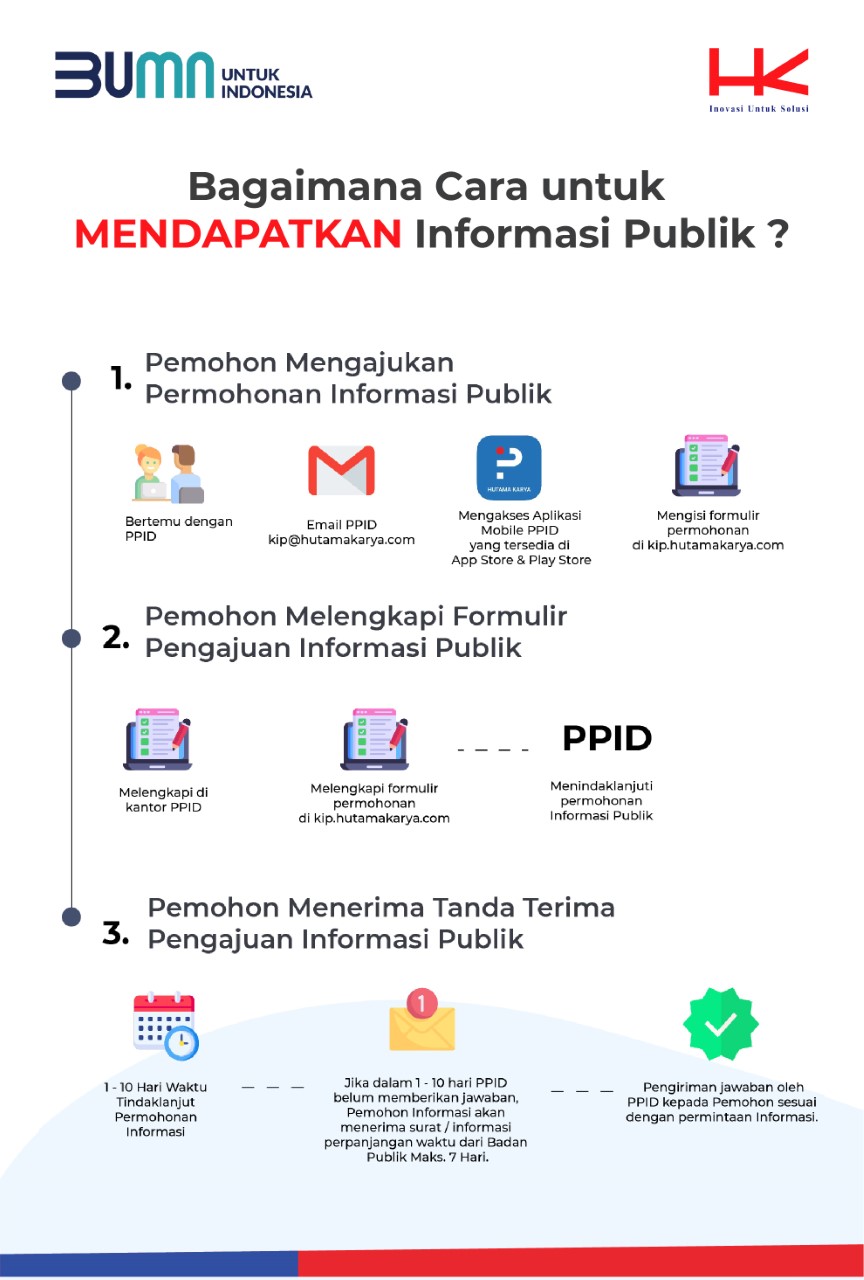 BUMN UNTUK
INDONESIA
HK
Inovasi Untuk Solusi
Bagaimana Cara untuk
MENDAPATKAN Informasi Publik ?
1. Pemohon Mengajukan
Permohonan Informasi Publik
Bertemu dengan
PPID
Email PPID
kip@hutamakarya.com
HUTAMA KARYA
Mengakses Aplikasi
Mobile PPID
yang tersedia di
App Store & Play Store
Mengisi formulir
permohonan
di kip.hutamakarya.com
2. Pemohon Melengkapi Formulir
Pengajuan Informasi Publik
Melengkapi di
kantor PPID
Melengkapi formulir
permohonan
di kip.hutamakarya.com
PPID
Menindaklanjuti
permohonan
Informasi Publik
3. Pemohon Menerima Tanda Terima
Pengajuan Informasi Publik
1 - 10 Hari Waktu
Tindaklanjut
Permohonan
Informasi
1
Jika dalam 1 - 10 hari PPID
belum memberikan jawaban,
Pemohon Informasi akan
menerima surat / informasi
perpanjangan waktu dari Badan
Publik Maks. 7 Hari.
Pengiriman jawaban oleh
PPID kepada Pemohon sesuai
dengan permintaan Informasi.